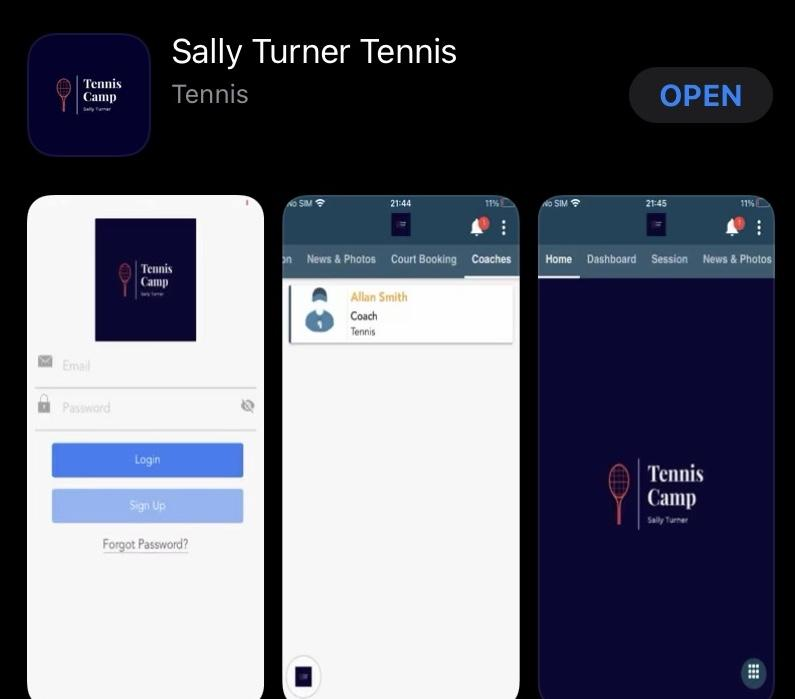 Sally Turner Tennis
Tennis
OPEN
Tennis
Camp
Sally Turner
Tennis
Camp
Sally Turner
Email
Password
Login
Sign Up
Forgot Password?
No SIM 21:44 11%
on News & Photos Court Booking Coaches
Allan Smith
Coach
Tennis
No SIM 21:45 11%
Home Dashboard Session News & Photos
Tennis
Camp
Sally Turner